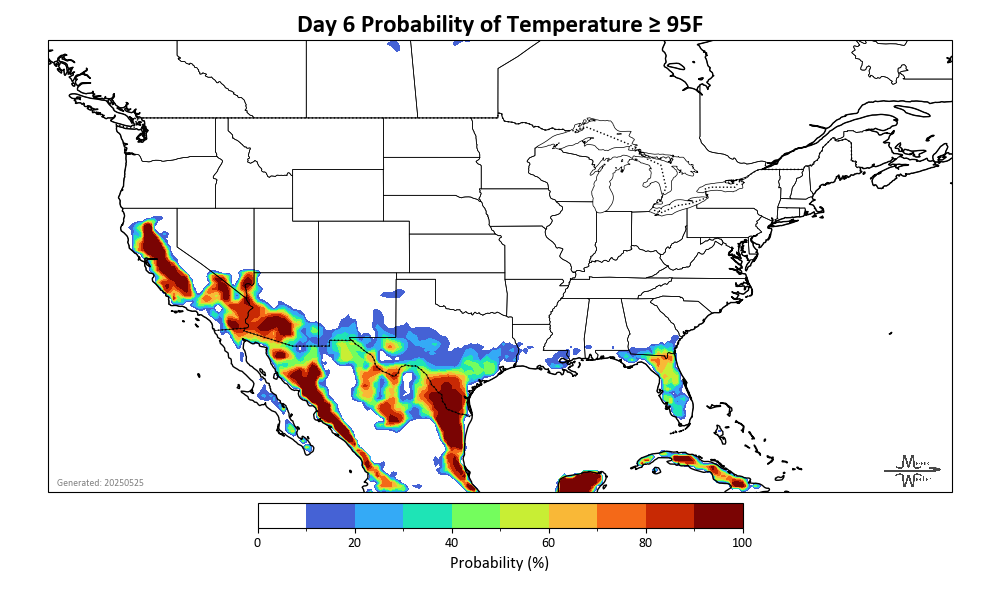 Day 6 Probability of Temperature ≥ 95F
Generated: 20250525
0 20 40 60 80 100
Probability (%)